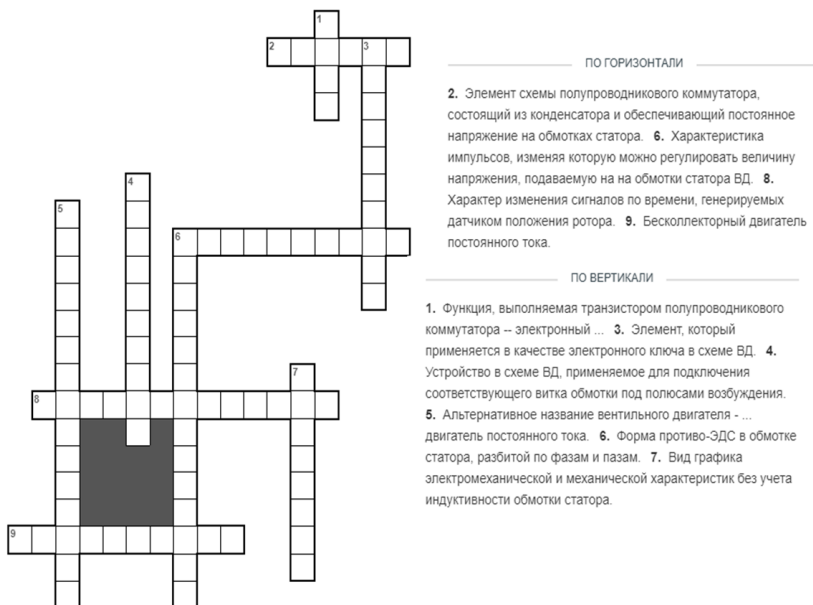 1
2
3
4
5
6
7
8
9
ПО ГОРИЗОНТАЛИ
2. Элемент схемы полупроводникового коммутатора,
состоящий из конденсатора и обеспечивающий постоянное
напряжение на обмотках статора. 6. Характеристика
импульсов, изменяя которую можно регулировать величину
напряжения, подаваемую на на обмотки статора ВД. 8.
Характер изменения сигналов по времени, генерируемых
датчиком положения ротора. 9. Бесколлекторный двигатель
постоянного тока.
ПО ВЕРТИКАЛИ
1. Функция, выполняемая транзистором полупроводникового
коммутатора -- электронный ... 3. Элемент, который
применяется в качестве электронного ключа в схеме ВД. 4.
Устройство в схеме ВД, применяемое для подключения
соответствующего витка обмотки под полюсами возбуждения.
5. Альтернативное название вентильного двигателя - ...
двигатель постоянного тока. 6. Форма противо-ЭДС в обмотке
статора, разбитой по фазам и пазам. 7. Вид графика
электромеханической и механической характеристик без учета
индуктивности обмотки статора.